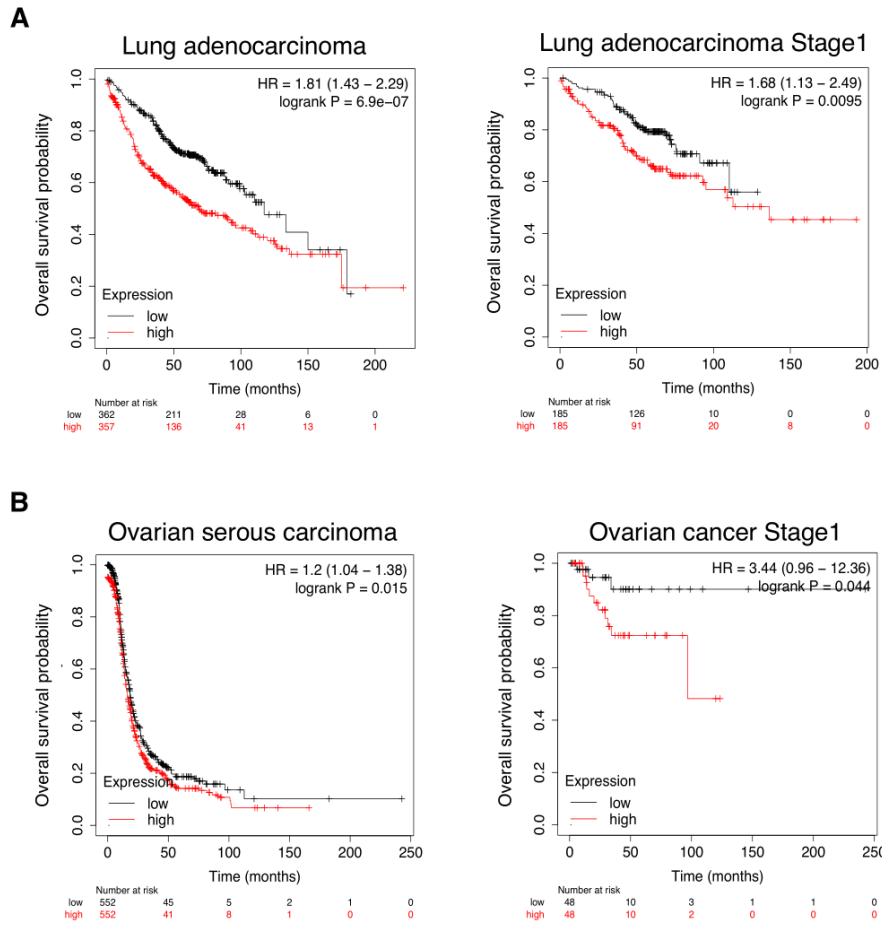 A
Lung adenocarcinoma
HR = 1.81 (1.43 − 2.29)
logrank P = 6.9e−07
Overall survival probability
1.0
0.8
0.6
0.4
0.2
0.0
Expression
low
high
0 50 100 150 200
Time (months)
Number at risk
low 362 211 28 6 0
high 357 136 41 13 1
Lung adenocarcinoma Stage1
HR = 1.68 (1.13 − 2.49)
logrank P = 0.0095
Overall survival probability
1.0
0.8
0.6
0.4
0.2
0.0
Expression
low
high
0 50 100 150 200
Time (months)
Number at risk
low 185 126 10 0 0
high 185 91 20 8 0
B
Ovarian serous carcinoma
HR = 1.2 (1.04 − 1.38)
logrank P = 0.015
Overall survival probability
1.0
0.8
0.6
0.4
0.2
0.0
Expression
low
high
0 50 100 150 200 250
Time (months)
Number at risk
low 552 45 5 2 1 0
high 552 41 8 1 0 0
Ovarian cancer Stage1
HR = 3.44 (0.96 − 12.36)
logrank P = 0.044
Overall survival probability
1.0
0.8
0.6
0.4
0.2
0.0
Expression
low
high
0 50 100 150 200 250
Time (months)
Number at risk
low 48 10 3 1 1 0
high 48 10 2 0 0 0